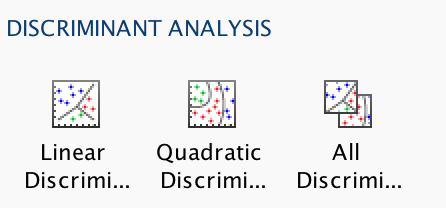 DISCRIMINANT ANALYSIS
Linear Discrimi...
Quadratic Discrimi...
All Discrimi...